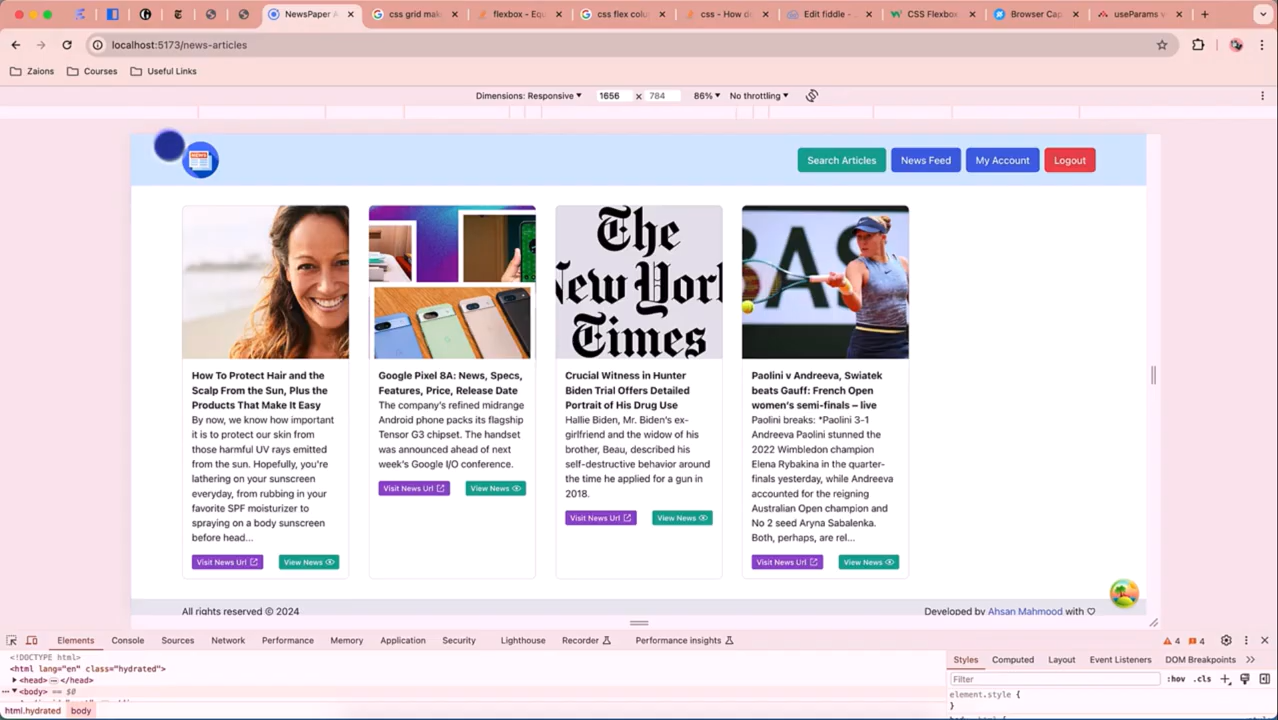 NewsPaper A
css grid mak
flexbox - Equ
css flex colu
css - How do
Edit fiddle -
CSS Flexbox
Browser Cap
useParams v
localhost:5173/news-articles
Zaions
Courses
Useful Links
Dimensions: Responsive
1656
×
784
86%
No throttling
NEWS
Search Articles
News Feed
My Account
Logout
The
New York
Times
How To Protect Hair and the
Scalp From the Sun, Plus the
Products That Make It Easy
By now, we know how important
it is to protect our skin from
those harmful UV rays emitted
from the sun. Hopefully, you're
lathering on your sunscreen
everyday, from rubbing in your
favorite SPF moisturizer to
spraying on a body sunscreen
before head...
Visit News Url
View News
Google Pixel 8A: News, Specs,
Features, Price, Release Date
The company's refined midrange
Android phone packs its flagship
Tensor G3 chipset. The handset
was announced ahead of next
week's Google I/O conference.
Visit News Url
View News
Crucial Witness in Hunter
Biden Trial Offers Detailed
Portrait of His Drug Use
Hallie Biden, Mr. Biden's ex-
girlfriend and the widow of his
brother, Beau, described his
self-destructive behavior around
the time he applied for a gun in
2018.
Visit News Url
View News
Paolini v Andreeva, Swiatek
beats Gauff: French Open
women's semi-finals – live
Paolini breaks: *Paolini 3-1
Andreeva Paolini stunned the
2022 Wimbledon champion
Elena Rybakina in the quarter-
finals yesterday, while Andreeva
accounted for the reigning
Australian Open champion and
No 2 seed Aryna Sabalenka.
Both, perhaps, are rel...
Visit News Url
View News
All rights reserved © 2024
Developed by Ahsan Mahmood with ♡
Elements
Console
Sources
Network
Performance
Memory
Application
Security
Lighthouse
Recorder
Performance insights
4
4
<!DOCTYPE html>
<html lang="en" class="hydrated">
<head> … </head>
<body> == $0
html.hydrated
body
Styles
Computed
Layout
Event Listeners
DOM Breakpoints
Filter
:hov
.cls
element.style {
}